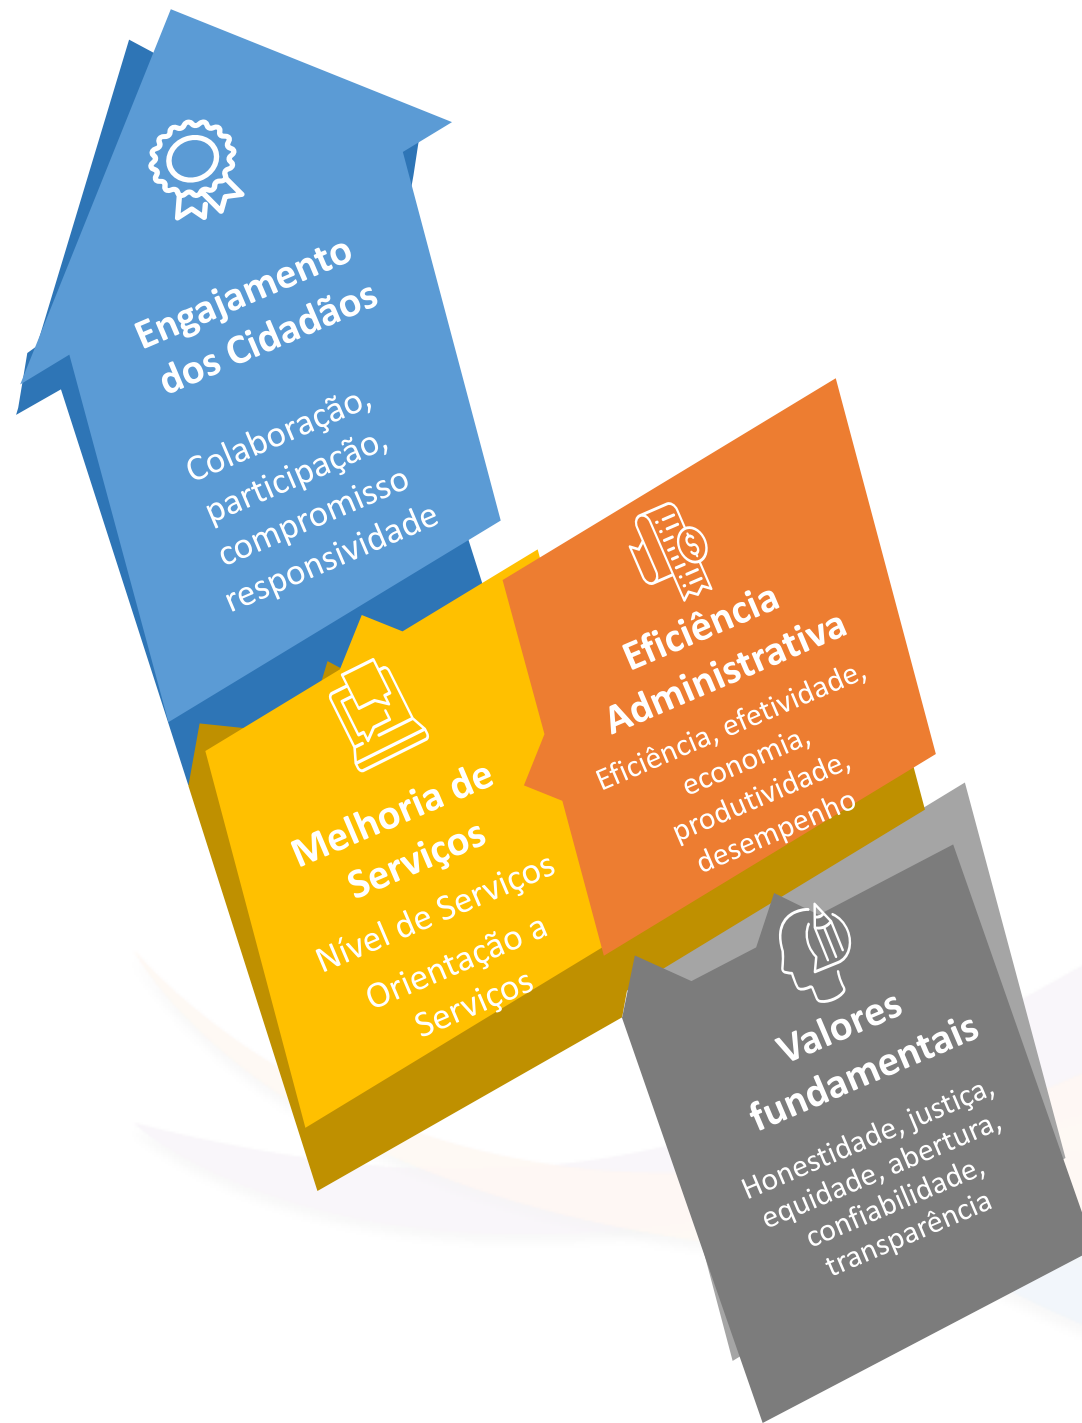 Engajamento
dos Cidadãos
Colaboração,
participação,
compromisso
responsividade
Melhoria de
Serviços
Nível de Serviços
Orientação a
Serviços
Eficiência
Administrativa
Eficiência, efetividade,
economia,
produtividade,
desempenho
Valores
fundamentais
Honestidade, justiça,
equidade, abertura,
confiabilidade,
transparência